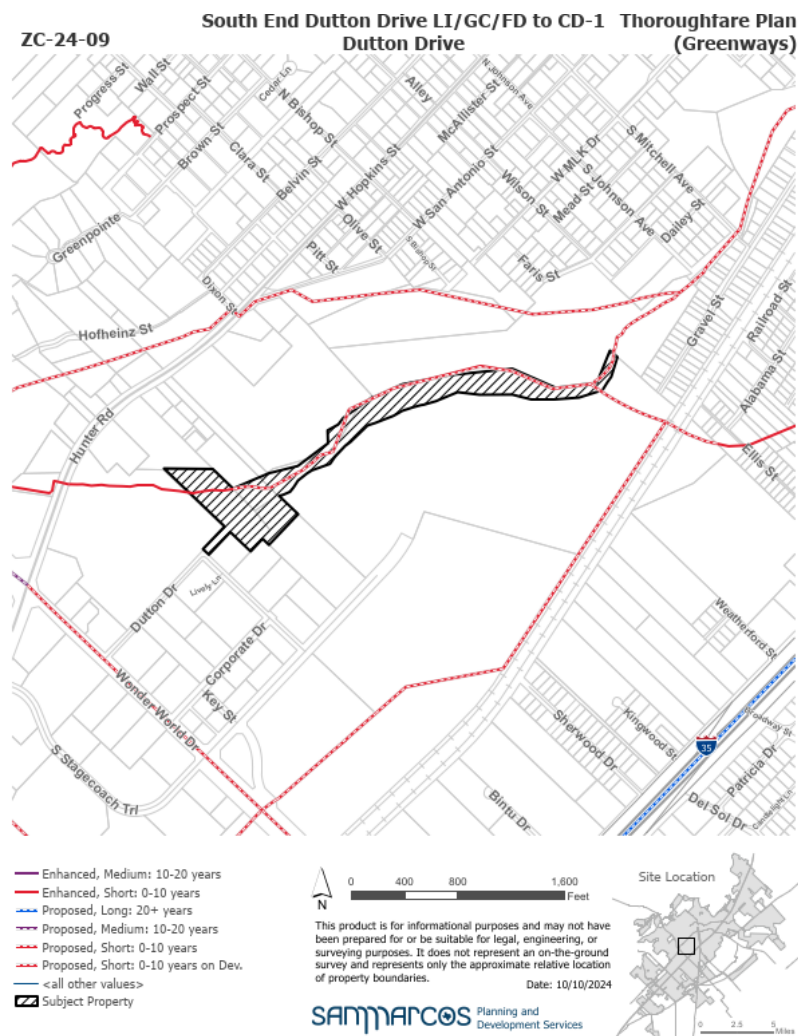 ZC-24-09
South End Dutton Drive LI/GC/FD to CD-1
Dutton Drive
Thoroughfare Plan
(Greenways)
Progress St
Wall St
Prospect St
Cedar Ln
N Bishop St
Alley
N Johnson Ave
McAllister St
Brown St
Clara St
Belvin St
W Hopkins St
W San Antonio St
Wilson St
W MLK Dr
Mead St
S Johnson Ave
S Mitchell Ave
Dailey St
Greenpointe
Olive St
S Bishop St
Pitt St
Faris St
Dixon St
Hofheinz St
Gravel St
Railroad St
Alabama St
Hunter Rd
Ellis St
Dutton Dr
Lively Ln
Corporate Dr
Key St
Wonder World Dr
S Stagecoach Trl
Weatherford St
Sherwood Dr
Kingwood St
35
Broadway St
Patricia Dr
Bintu Dr
Del Sol Dr
Candlelight Ln
Enhanced, Medium: 10-20 years
Enhanced, Short: 0-10 years
Proposed, Long: 20+ years
Proposed, Medium: 10-20 years
Proposed, Short: 0-10 years
Proposed, Short: 0-10 years on Dev.
<all other values>
Subject Property
N
0 400 800 1,600
Feet
This product is for informational purposes and may not have
been prepared for or be suitable for legal, engineering, or
surveying purposes. It does not represent an on-the-ground
survey and represents only the approximate relative location
of property boundaries.
Date: 10/10/2024
SAN MARCOS
Planning and
Development Services
Site Location
0 2.5 5
Miles